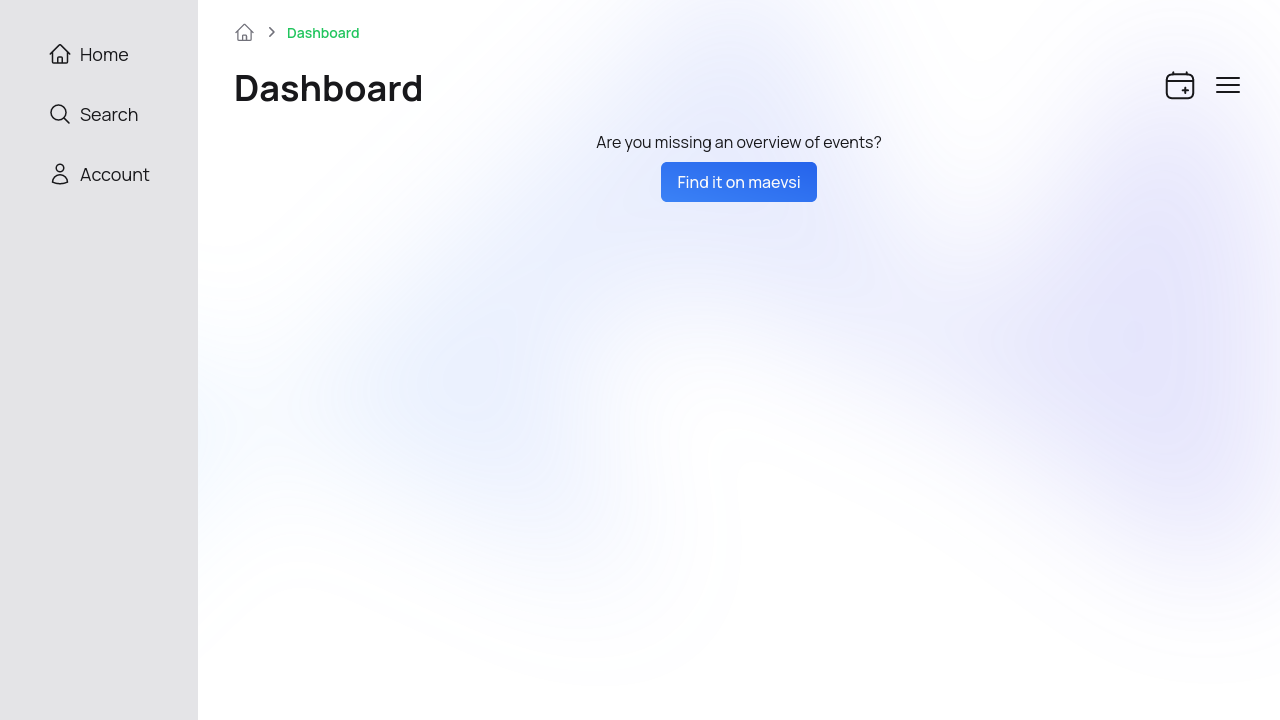 Home
Search
Account
Dashboard
Dashboard
Are you missing an overview of events?
Find it on maevsi